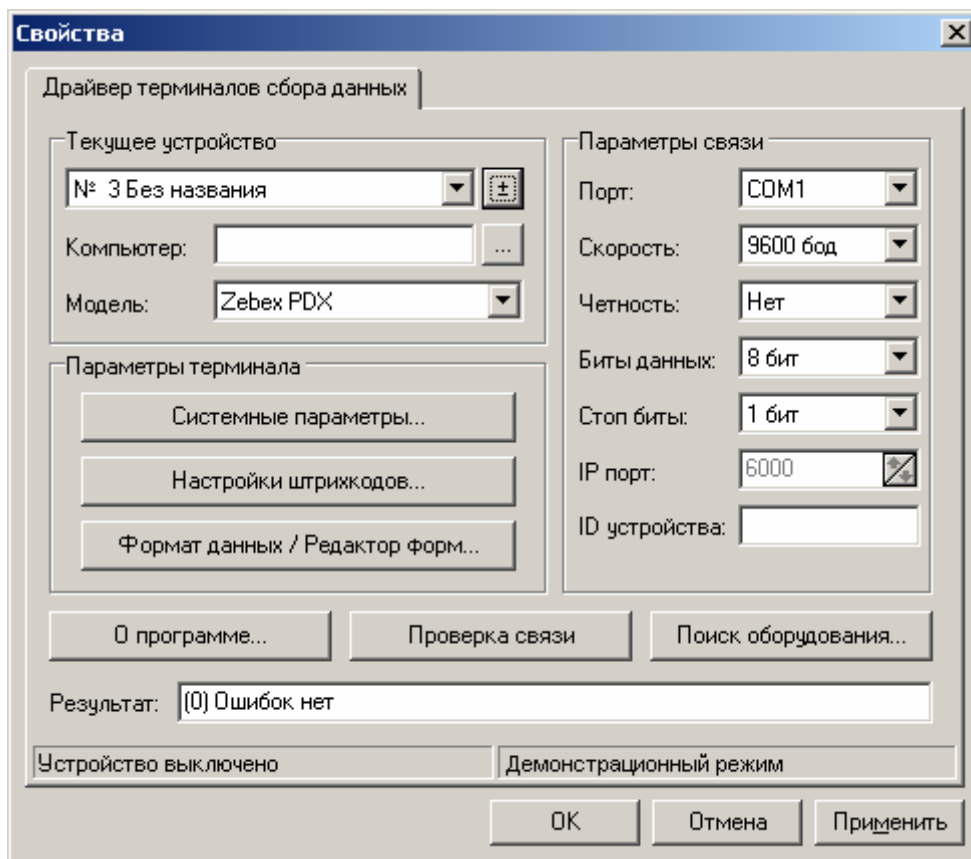 Свойства
Драйвер терминалов сбора данных
Текущее устройство
№ 3 Без названия
±
Компьютер:
...
Модель: Zebex PDX
Параметры терминала
Системные параметры...
Настройки штрихкодов...
Формат данных / Редактор форм...
Параметры связи
Порт: COM1
Скорость: 9600 бод
Четность: Нет
Биты данных: 8 бит
Стоп биты: 1 бит
IP порт: 6000
ID устройства:
О программе... Проверка связи Поиск оборудования...
Результат: (0) Ошибок нет
Устройство выключено Демонстрационный режим
OK Отмена Применить